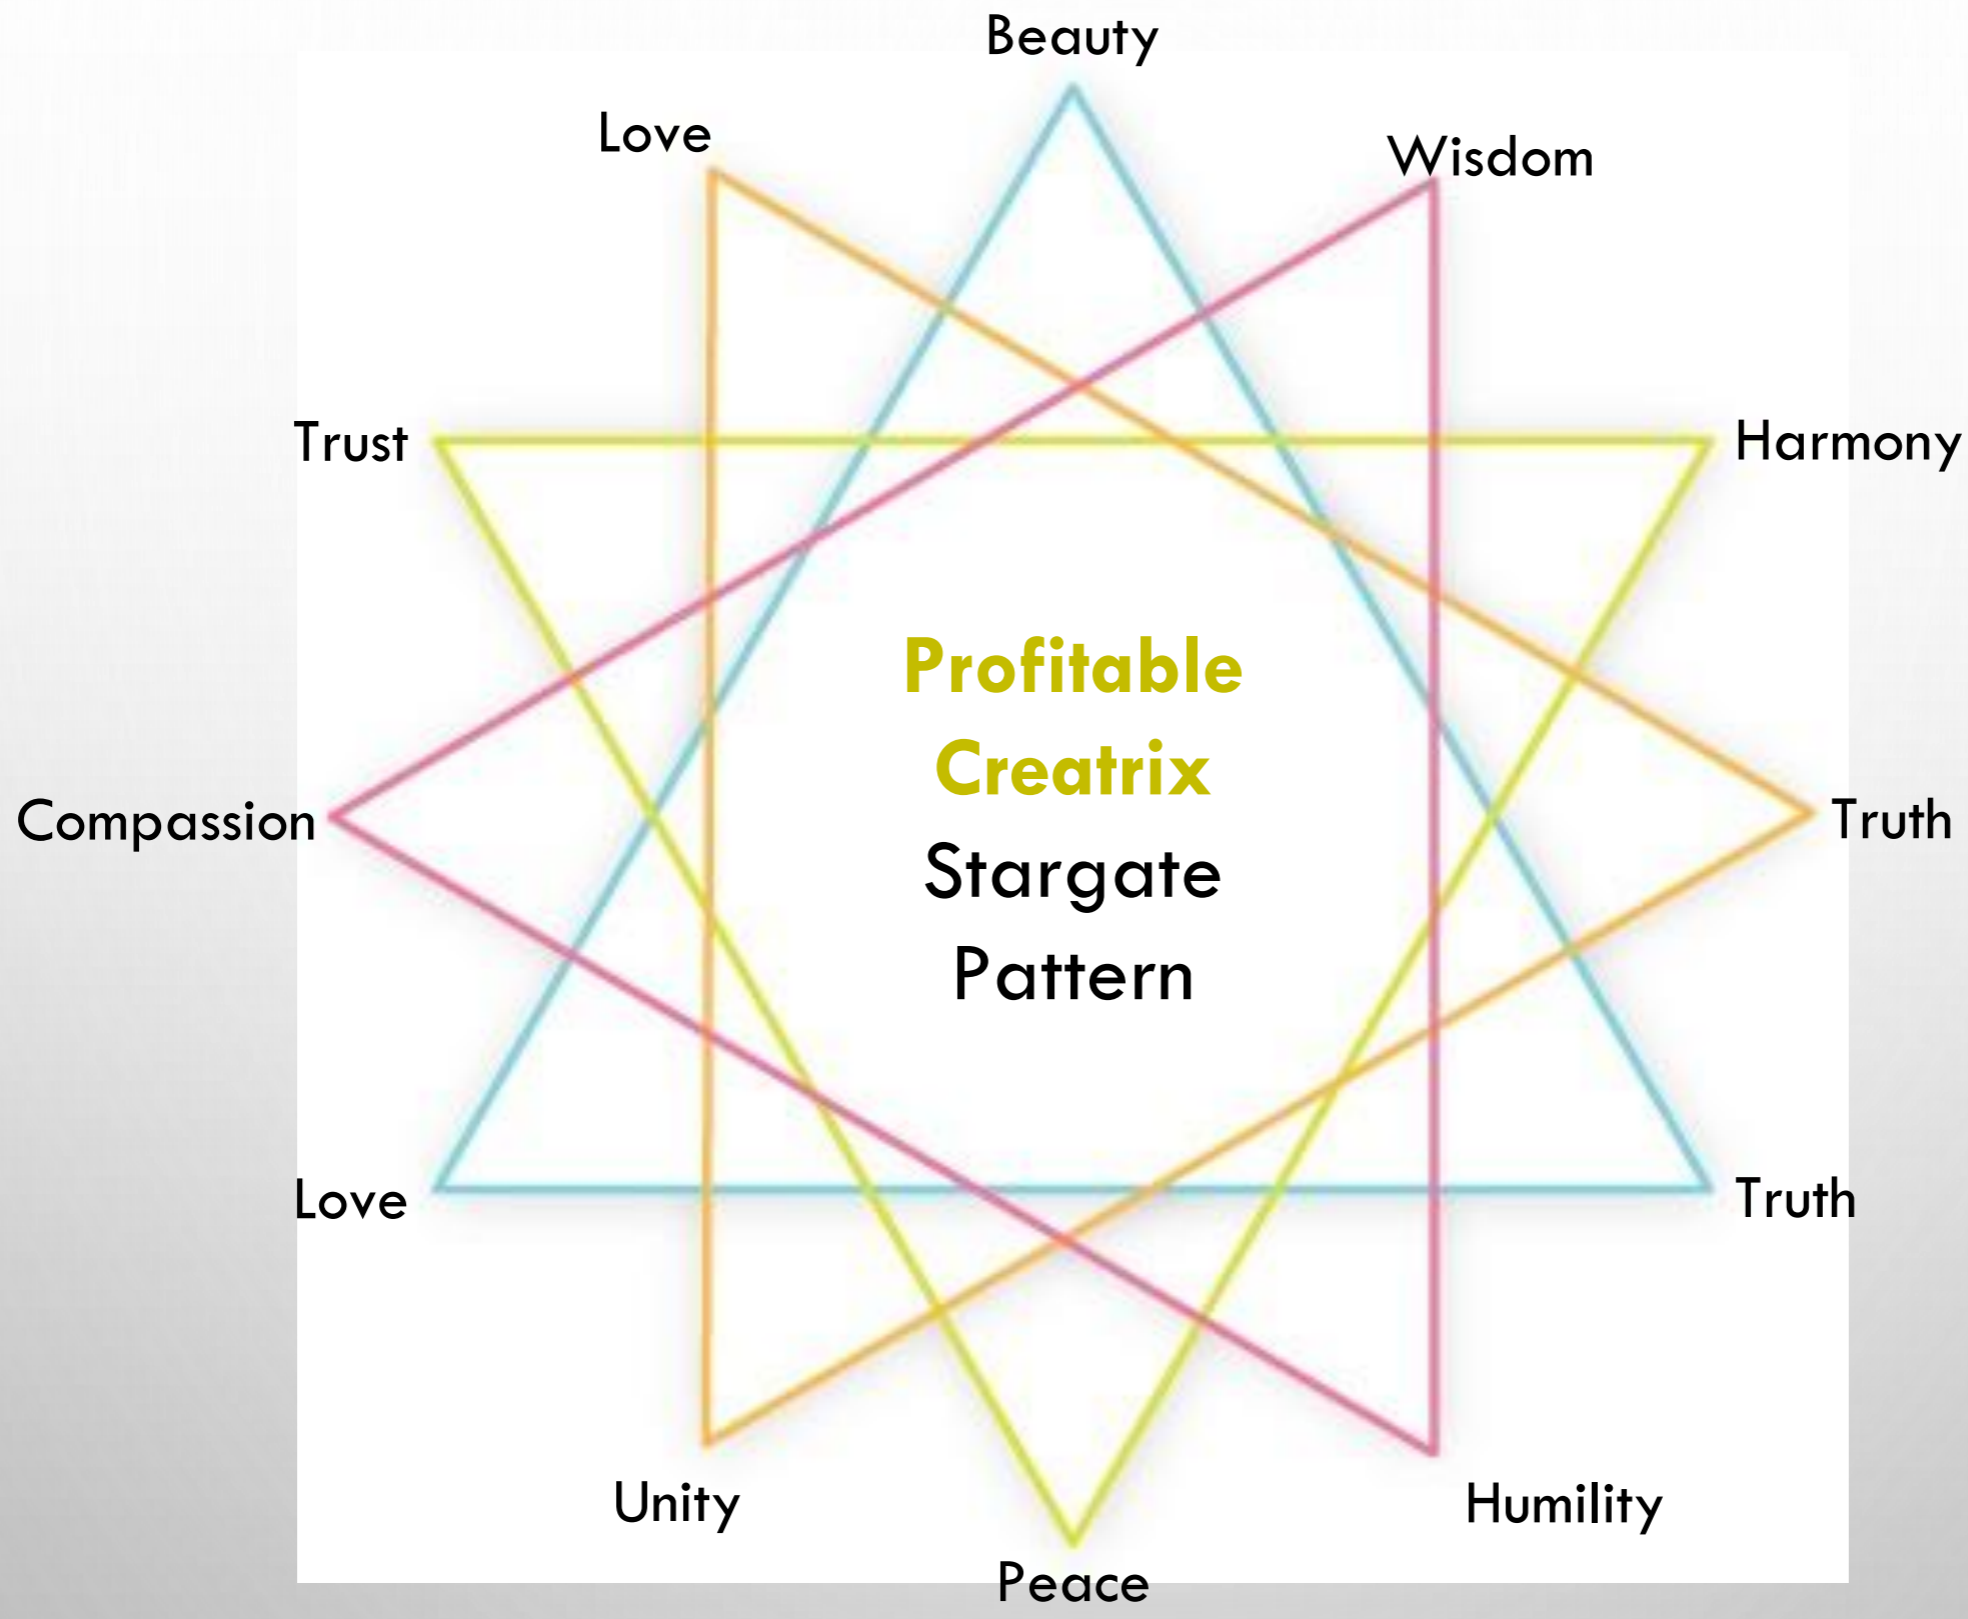 Beauty
Love
Wisdom
Trust
Harmony
Profitable
Creatrix
Stargate
Pattern
Compassion
Truth
Love
Truth
Unity
Humility
Peace